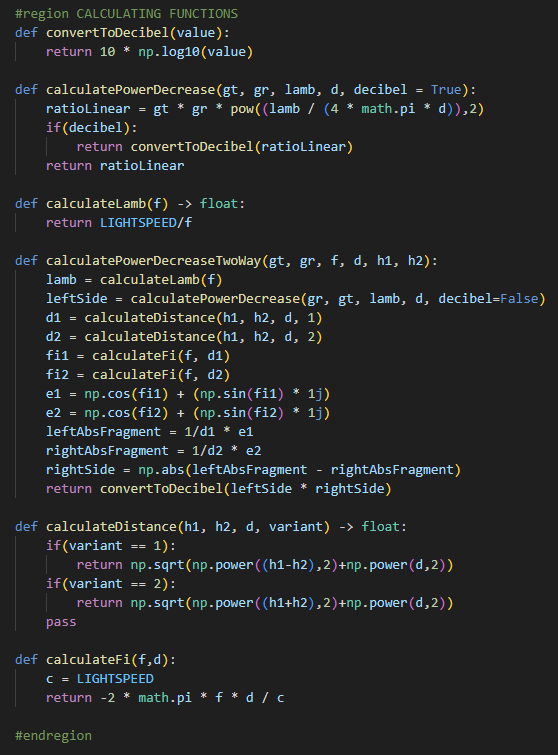 #region CALCULATING FUNCTIONS
def convertToDecibel(value):
    return 10 * np.log10(value)

def calculatePowerDecrease(gt, gr, lamb, d, decibel = True):
    ratioLinear = gt * gr * pow((lamb / (4 * math.pi * d)),2)
    if(decibel):
        return convertToDecibel(ratioLinear)
    return ratioLinear

def calculateLamb(f) -> float:
    return LIGHTSPEED/f

def calculatePowerDecreaseTwoWay(gt, gr, f, d, h1, h2):
    lamb = calculateLamb(f)
    leftSide = calculatePowerDecrease(gr, gt, lamb, d, decibel=False)
    d1 = calculateDistance(h1, h2, d, 1)
    d2 = calculateDistance(h1, h2, d, 2)
    fi1 = calculateFi(f, d1)
    fi2 = calculateFi(f, d2)
    e1 = np.cos(fi1) + (np.sin(fi1) * 1j)
    e2 = np.cos(fi2) + (np.sin(fi2) * 1j)
    leftAbsFragment = 1/d1 * e1
    rightAbsFragment = 1/d2 * e2
    rightSide = np.abs(leftAbsFragment - rightAbsFragment)
    return convertToDecibel(leftSide * rightSide)

def calculateDistance(h1, h2, d, variant) -> float:
    if(variant == 1):
        return np.sqrt(np.power((h1-h2),2)+np.power(d,2))
    if(variant == 2):
        return np.sqrt(np.power((h1+h2),2)+np.power(d,2))
    pass

def calculateFi(f,d):
    c = LIGHTSPEED
    return -2 * math.pi * f * d / c

#endregion